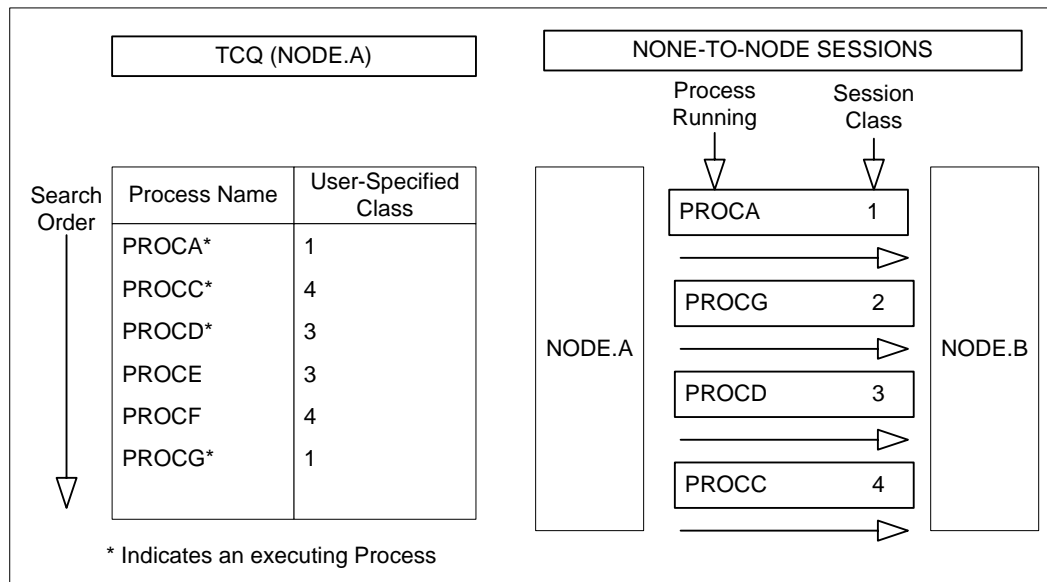 TCQ (NODE.A)
NONE-TO-NODE SESSIONS
Process
Running
Session
Class
Search
Order
Process Name
User-Specified
Class
PROCA*
1
PROCC*
4
PROCD*
3
PROCE
3
PROCF
4
PROCG*
1
* Indicates an executing Process
NODE.A
PROCA 1
PROCG 2
PROCD 3
PROCC 4
NODE.B